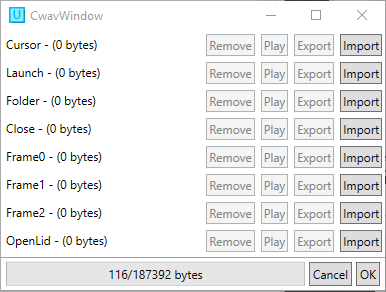 U CwavWindow
Cursor - (0 bytes) Remove Play Export Import
Launch - (0 bytes) Remove Play Export Import
Folder - (0 bytes) Remove Play Export Import
Close - (0 bytes) Remove Play Export Import
Frame0 - (0 bytes) Remove Play Export Import
Frame1 - (0 bytes) Remove Play Export Import
Frame2 - (0 bytes) Remove Play Export Import
OpenLid - (0 bytes) Remove Play Export Import
116/187392 bytes Cancel OK